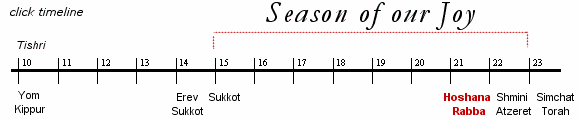 click timeline
Season of our Joy
Tishri
10 11 12 13 14 15 16 17 18 19 20 21 22 23
Yom Kippur
Erev Sukkot
Sukkot
Hoshana Rabba
Shmini Atzeret
Simchat Torah